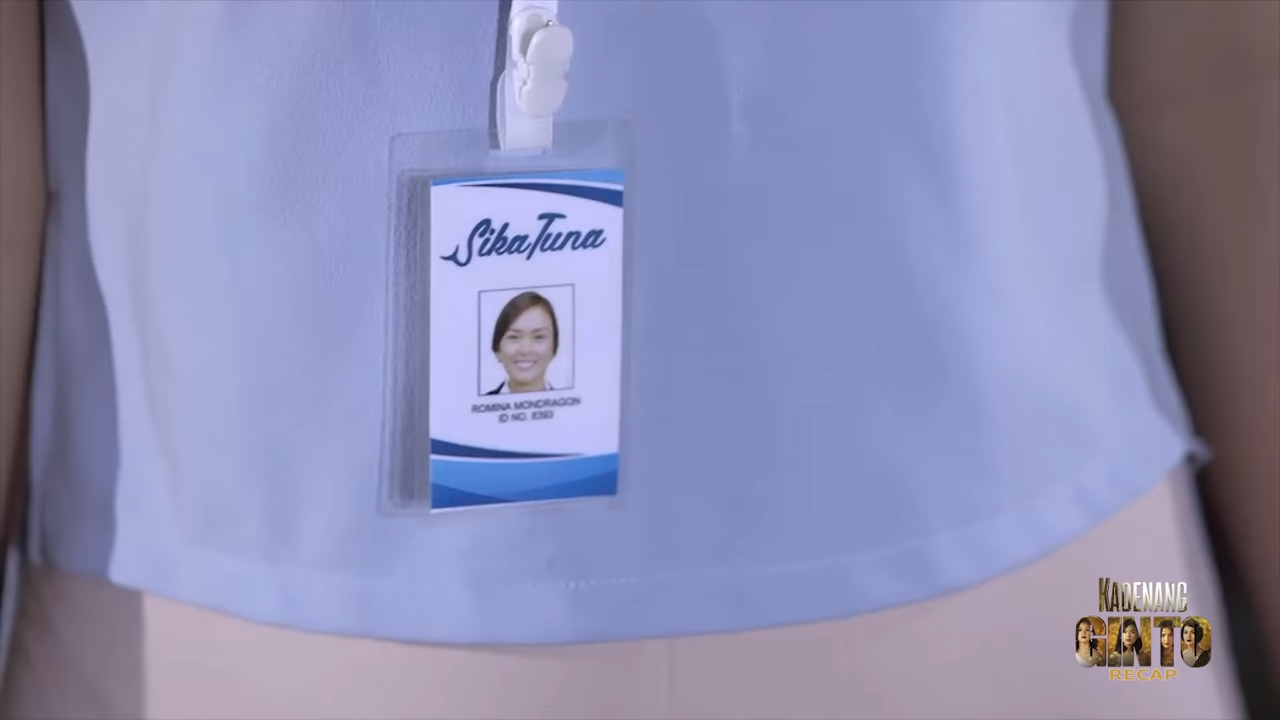 SikaTuna
ROMINA MONDRAGON
ID NO. 8393
KADENANG
GINTO
RECAP